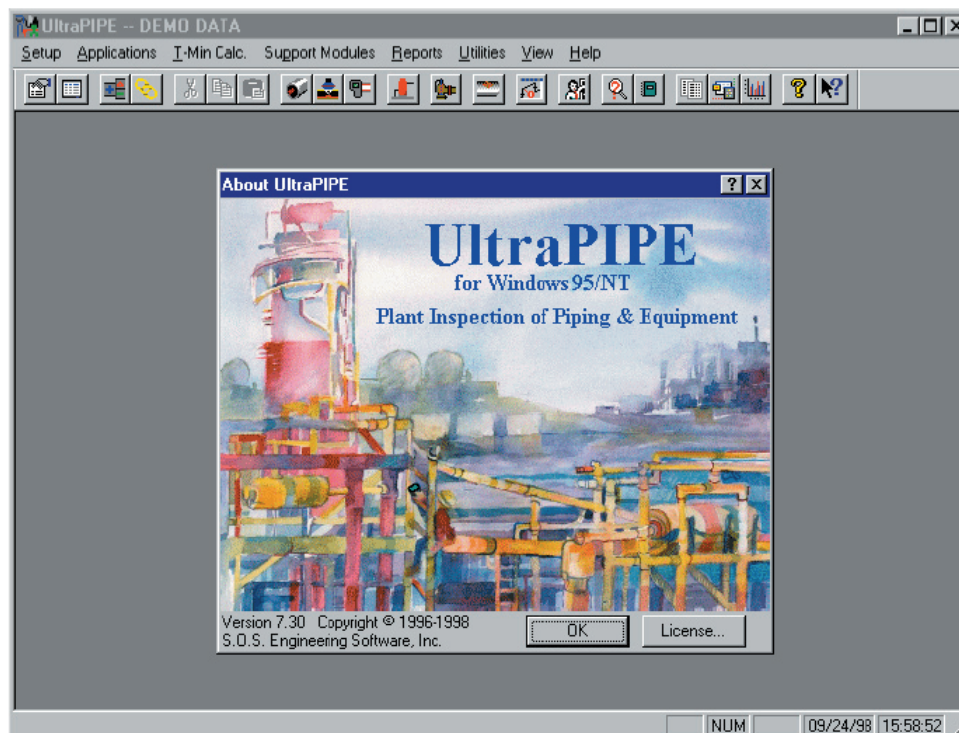 UltraPIPE -- DEMO DATA
Setup Applications T-Min Calc. Support Modules Reports Utilities View Help
About UltraPIPE
UltraPIPE
for Windows 95/NT
Plant Inspection of Piping & Equipment
Version 7.30 Copyright © 1996-1998
S.O.S. Engineering Software, Inc.
OK
License...
NUM
09/24/98
15:58:52